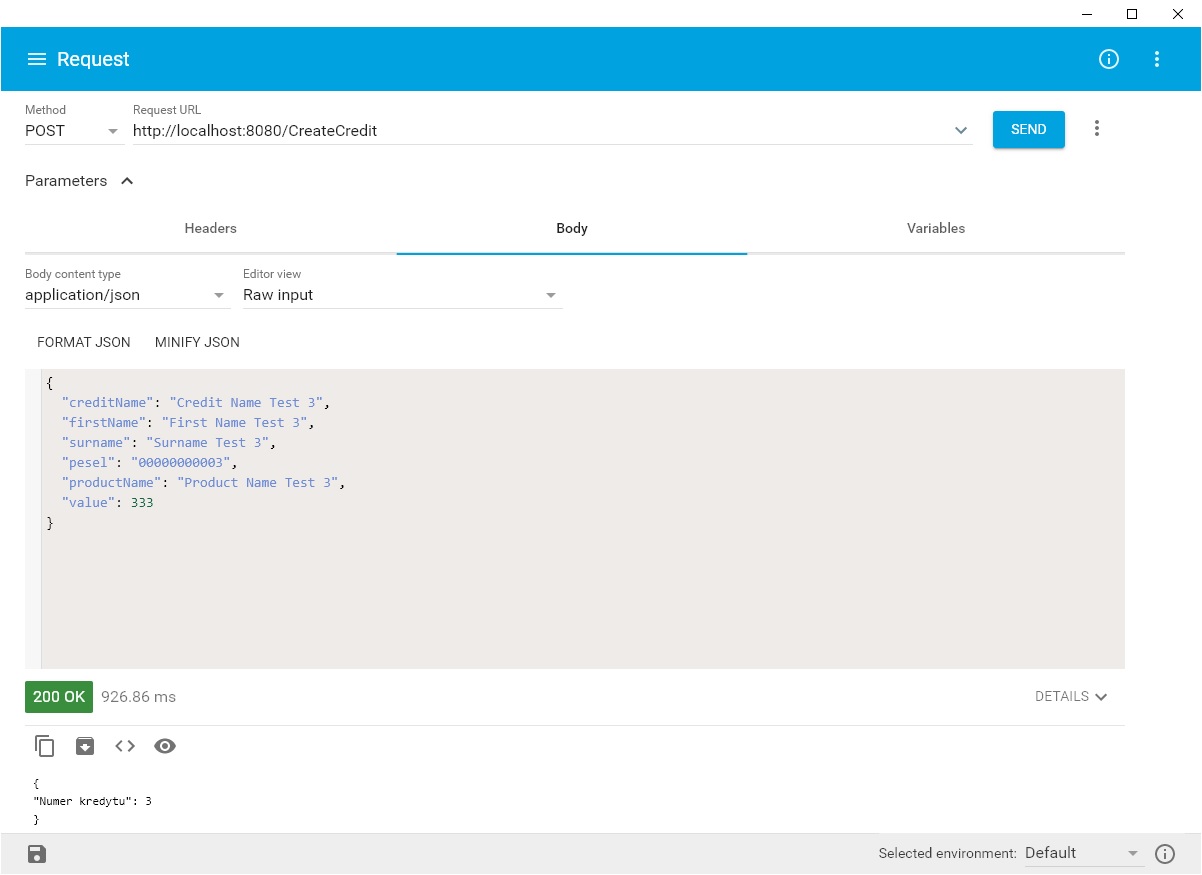 Request
Method
Request URL
POST
http://localhost:8080/CreateCredit
SEND
Parameters
Headers
Body
Variables
Body content type
Editor view
application/json
Raw input
FORMAT JSON
MINIFY JSON
{
"creditName": "Credit Name Test 3",
"firstName": "First Name Test 3",
"surname": "Surname Test 3",
"pesel": "00000000003",
"productName": "Product Name Test 3",
"value": 333
}
200 OK
926.86 ms
DETAILS
{
"Numer kredytu": 3
}
Selected environment: Default